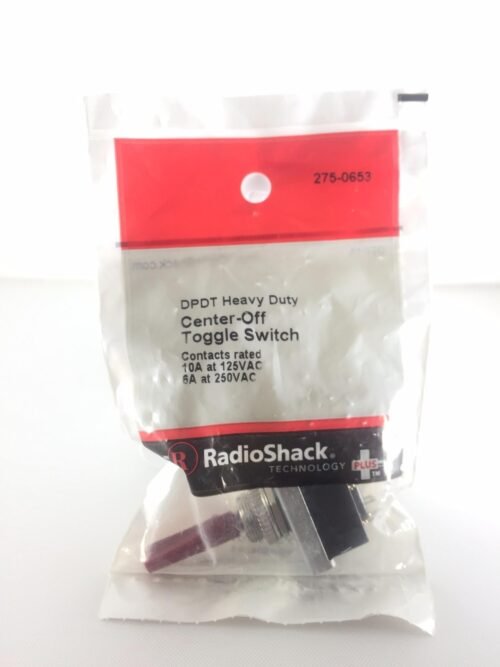 275-0653
DPDT Heavy Duty
Center-Off
Toggle Switch
Contacts rated
10A at 125VAC
6A at 250VAC
R RadioShack®
TECHNOLOGY PLUS™